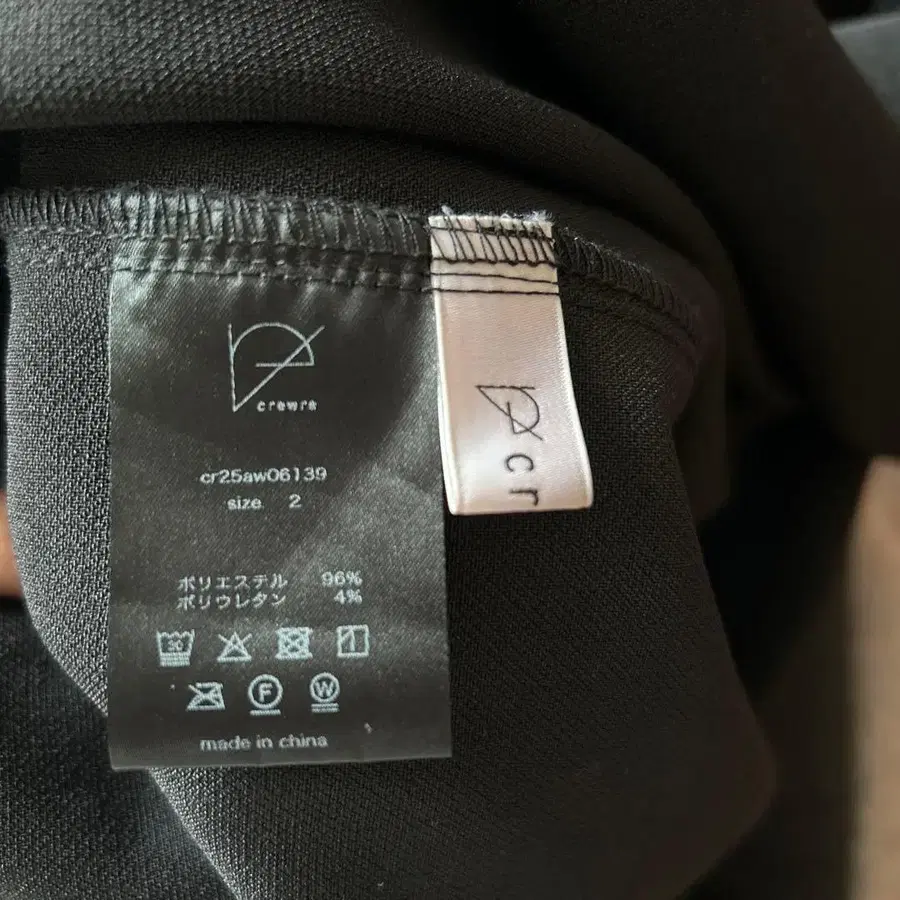 crewre
cr25aw06139
size. 2
ポリエステル 96%
ポリウレタン 4%
30
F
W
made in china
cr